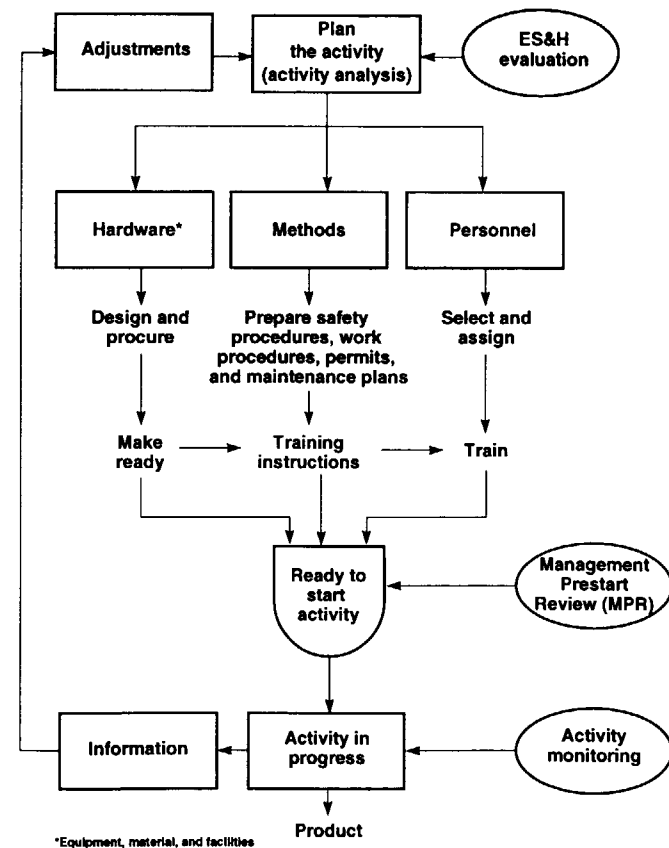 Adjustments
Plan
the activity
(activity analysis)
ES&H
evaluation
Hardware*
Methods
Personnel
Design and
procure
Prepare safety
procedures, work
procedures, permits,
and maintenance plans
Select and
assign
Make
ready
Training
instructions
Train
Ready to
start
activity
Management
Prestart
Review (MPR)
Information
Activity in
progress
Activity
monitoring
Product
*Equipment, material, and facilities